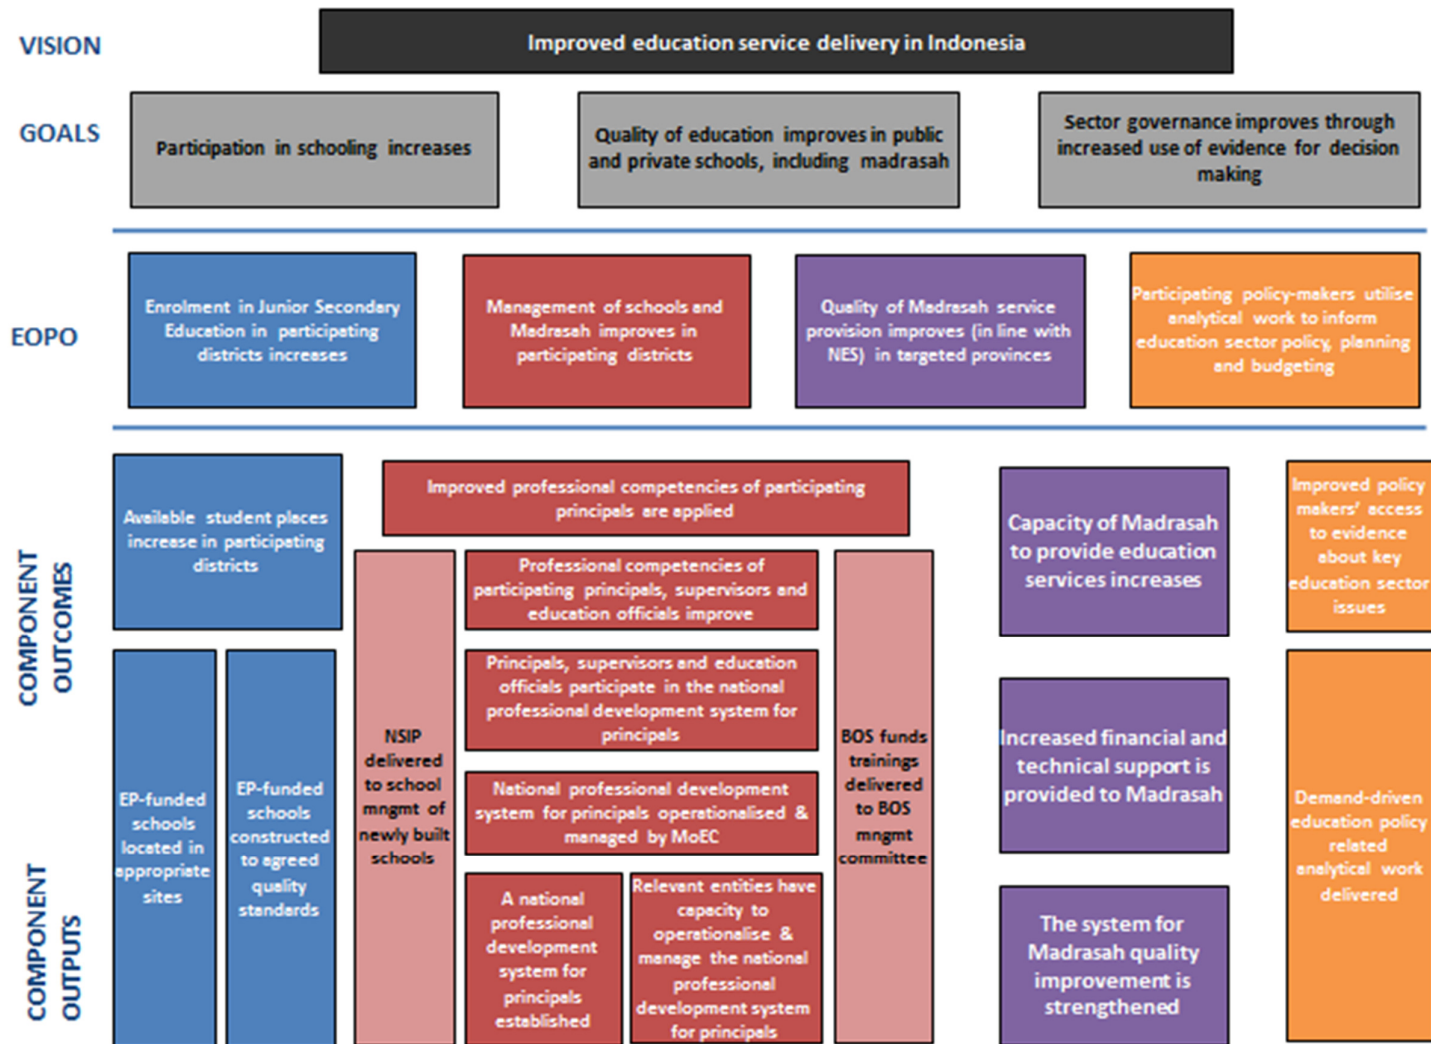 VISION
Improved education service delivery in Indonesia
GOALS
Participation in schooling increases
Quality of education improves in public
and private schools, including madrasah
Sector governance improves through
increased use of evidence for decision
making
EOPO
Enrolment in Junior Secondary
Education in participating
districts increases
Management of schools and
Madrasah improves in
participating districts
Quality of Madrasah service
provision improves (in line with
NES) in targeted provinces
Participating policy-makers utilise
analytical work to inform
education sector policy, planning
and budgeting
COMPONENT
OUTCOMES
Available student places
increase in participating
districts
Improved professional competencies of participating
principals are applied
Professional competencies of
participating principals, supervisors and
education officials improve
Principals, supervisors and education
officials participate in the national
professional development system for
principals
National professional development
system for principals operationalised &
managed by MoEC
Capacity of Madrasah
to provide education
services increases
Improved policy
makers' access
to evidence
about key
education sector
issues
Increased financial and
technical support is
provided to Madrasah
COMPONENT
OUTPUTS
EP-funded
schools
located in
appropriate
sites
EP-funded
schools
constructed
to agreed
quality
standards
NSIP
delivered
to school
mngmt of
newly built
schools
A national
professional
development
system for
principals
established
Relevant entities have
capacity to
operationalise &
manage the national
professional
development system
for principals
BOS funds
trainings
delivered
to BOS
mngmt
committee
The system for
Madrasah quality
improvement is
strengthened
Demand-driven
education policy
related
analytical work
delivered